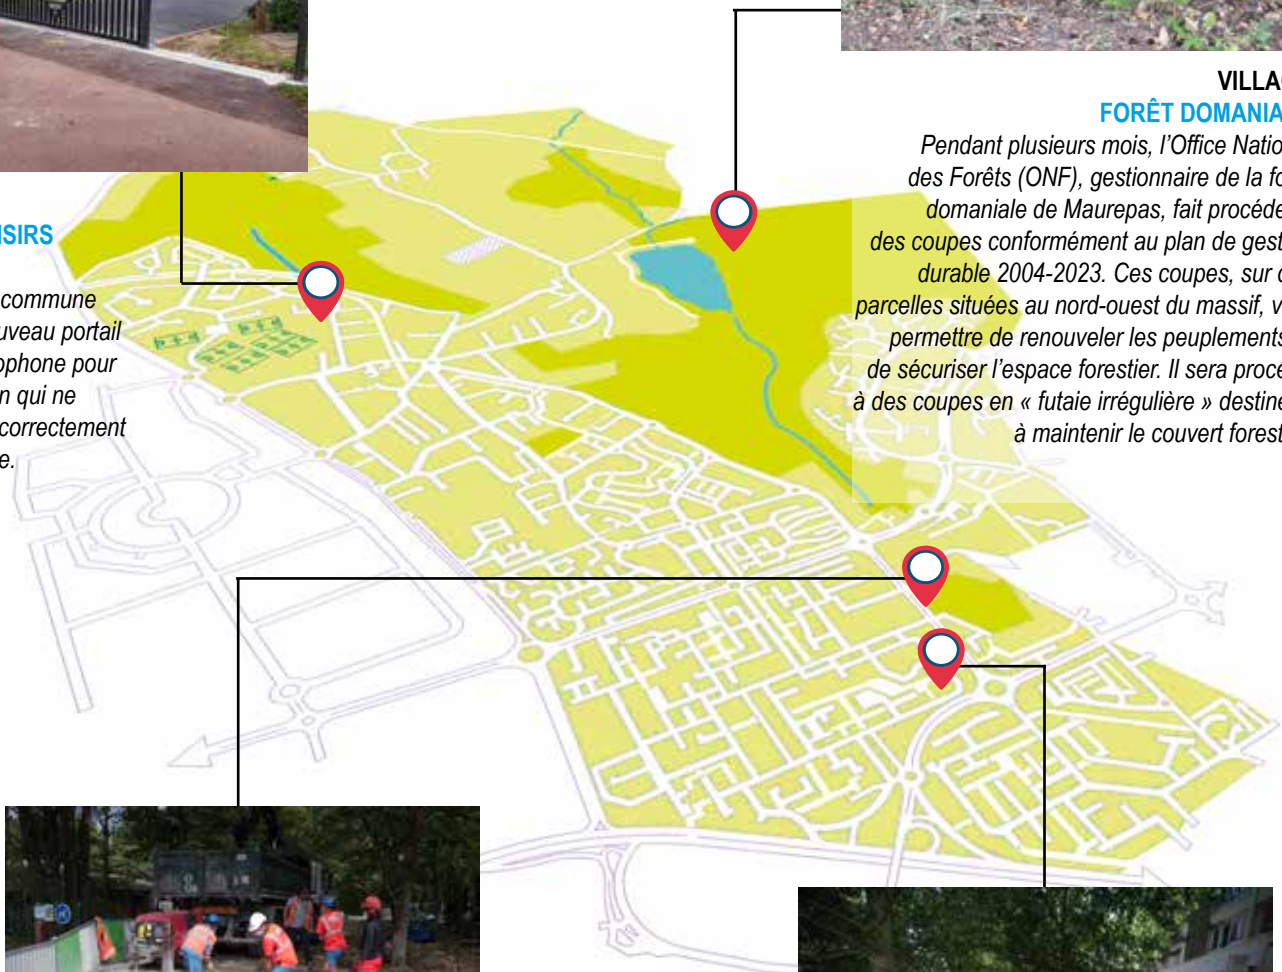 VILLA
FORÊT DOMANIA
Pendant plusieurs mois, l’Office Natio
des Forêts (ONF), gestionnaire de la fo
domaniale de Maurepas, fait procéde
des coupes conformément au plan de gest
durable 2004-2023. Ces coupes, sur
parcelles situées au nord-ouest du massif, v
permettre de renouveler les peuplements
de sécuriser l’espace forestier. Il sera procé
à des coupes en « futaie irrégulière » destiné
à maintenir le couvert forest
ISIRS
commune
uveau portail
ophone pour
n qui ne
correctement
e.